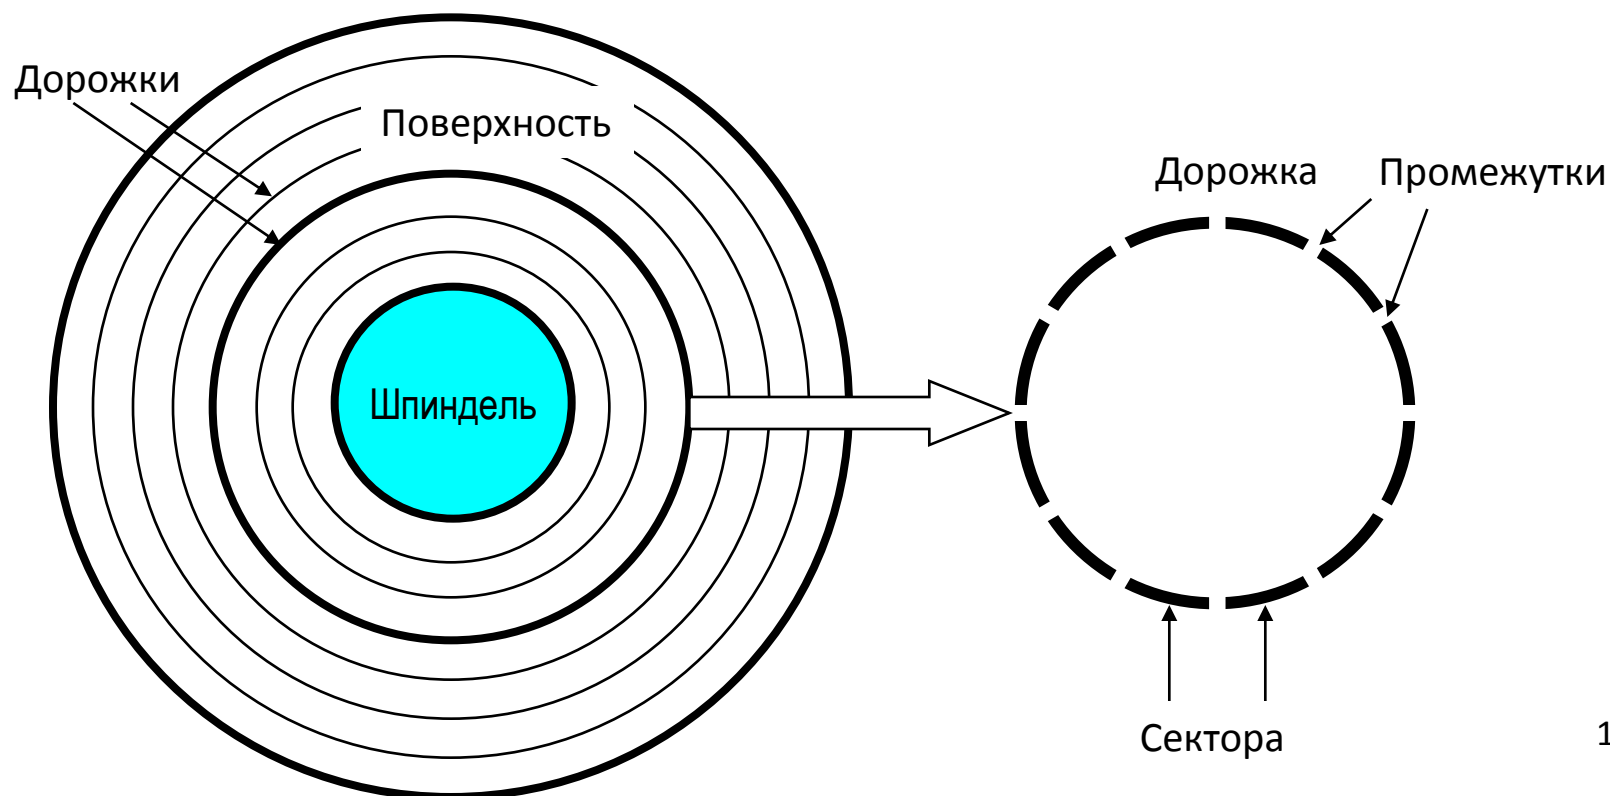 Дорожки
Поверхность
Шпиндель
Дорожка
Промежутки
Сектора
1